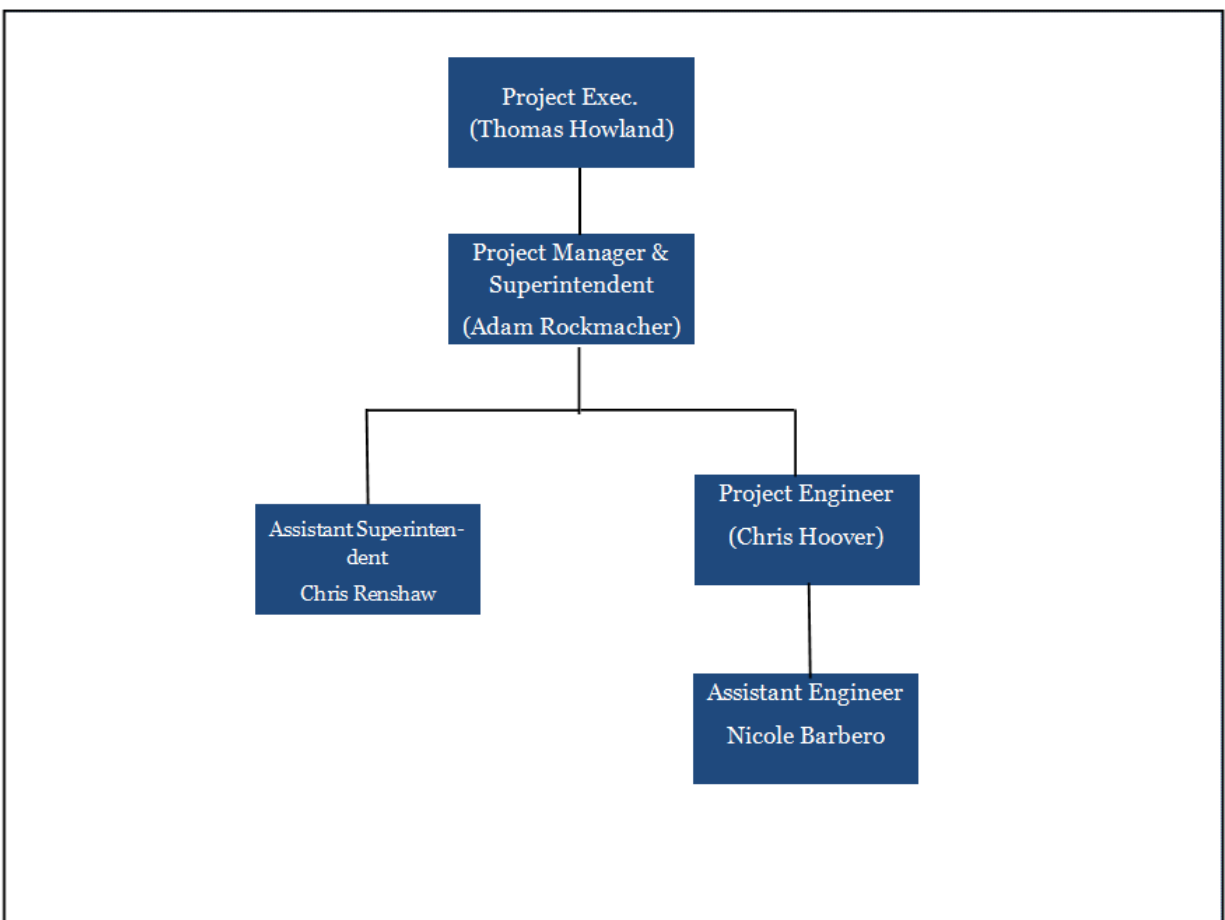 Project Exec.
(Thomas Howland)
Project Manager &
Superintendent
(Adam Rockmacher)
Assistant Superinten-
dent
Chris Renshaw
Project Engineer
(Chris Hoover)
Assistant Engineer
Nicole Barbero